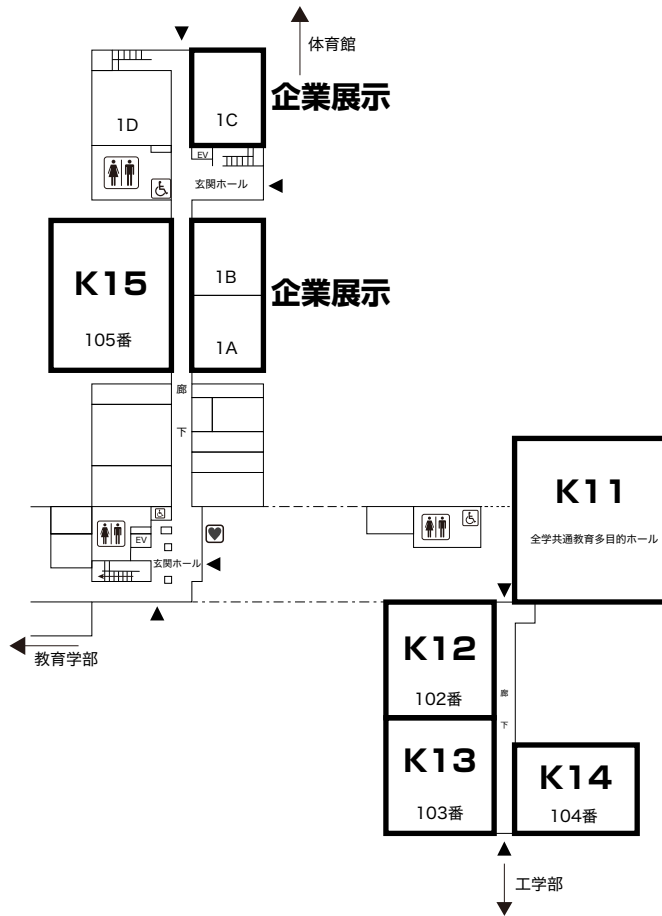 体育館
企業展示
1D
1C
EV
玄関ホール
K15
105番
1B
企業展示
1A
廊
下
K11
全学共通教育多目的ホール
EV
玄関ホール
教育学部
K12
102番
廊
下
K13
103番
K14
104番
工学部